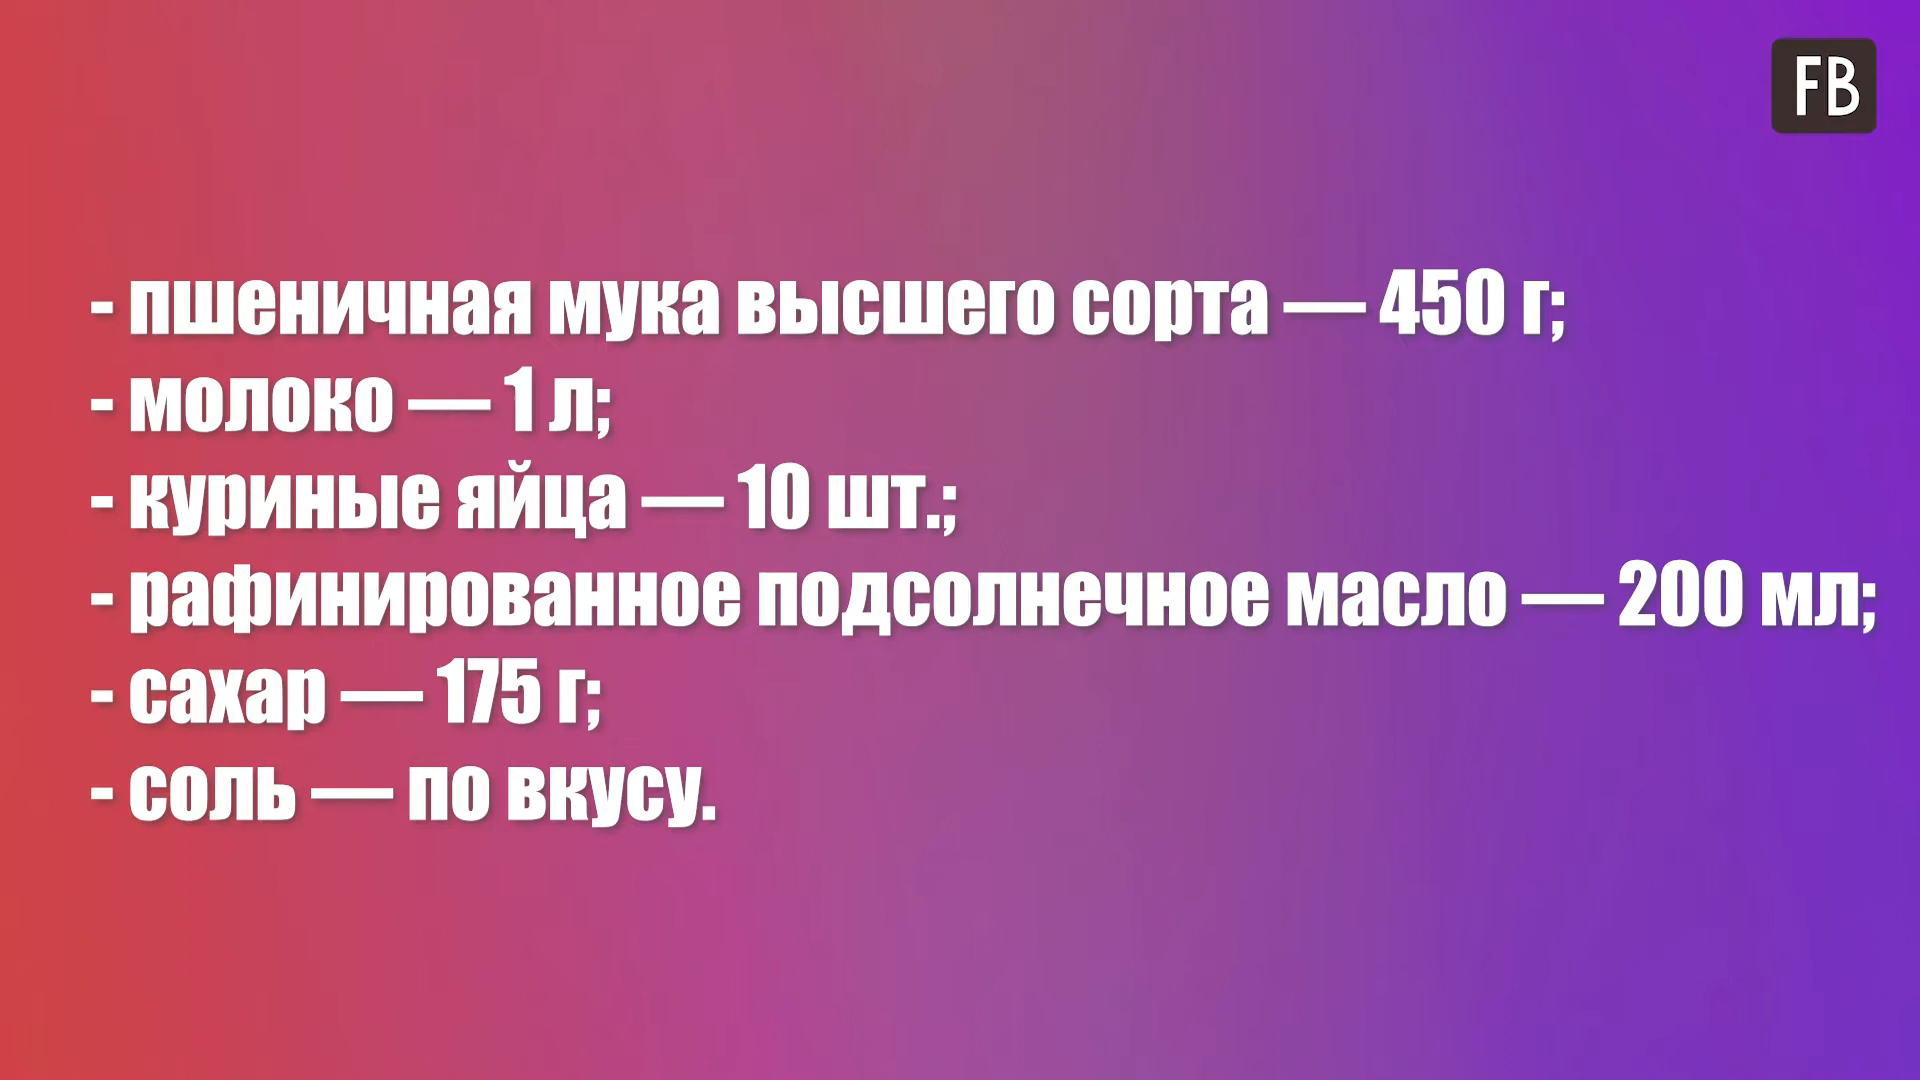 FB
- пшеничная мука высшего сорта — 450 г;
- молоко — 1 л;
- куриные яйца — 10 шт.;
- рафинированное подсолнечное масло — 200 мл;
- сахар — 175 г;
- соль — по вкусу.